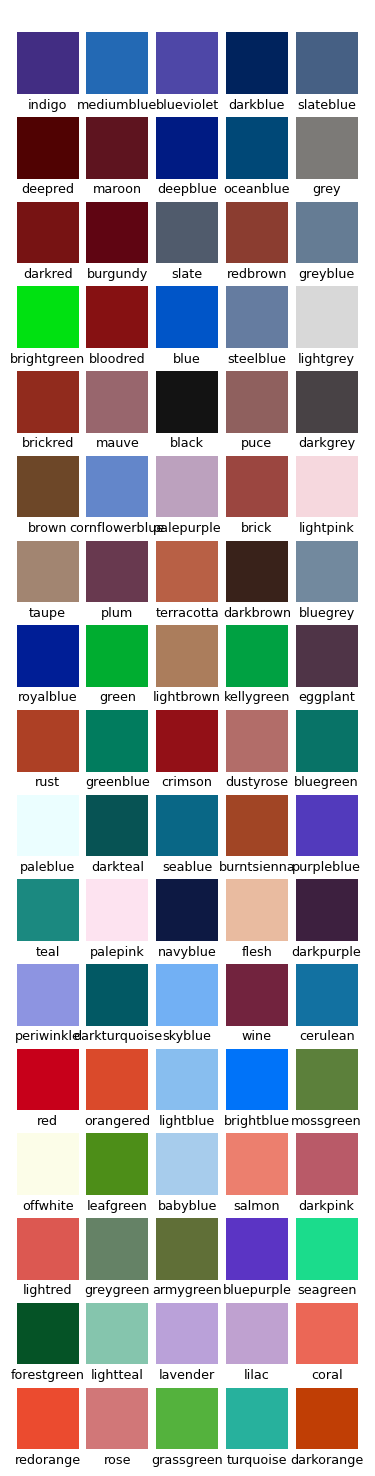 indigo mediumblue blueviolet darkblue slateblue
deepred maroon deepblue oceanblue grey
darkred burgundy slate redbrown greyblue
brightgreen bloodred blue steelblue lightgrey
brickred mauve black puce darkgrey
brown cornflowerblue palepurple brick lightpink
taupe plum terracotta darkbrown bluegrey
royalblue green lightbrown kellygreen eggplant
rust greenblue crimson dustyrose bluegreen
paleblue darkteal seablue burntsienna purpleblue
teal palepink navyblue flesh darkpurple
periwinkle darkturquoise skyblue wine cerulean
red orangered lightblue brightblue mossgreen
offwhite leafgreen babyblue salmon darkpink
lightred greygreen armygreen bluepurple seagreen
forestgreen lightteal lavender lilac coral
redorange rose grassgreen turquoise darkorange